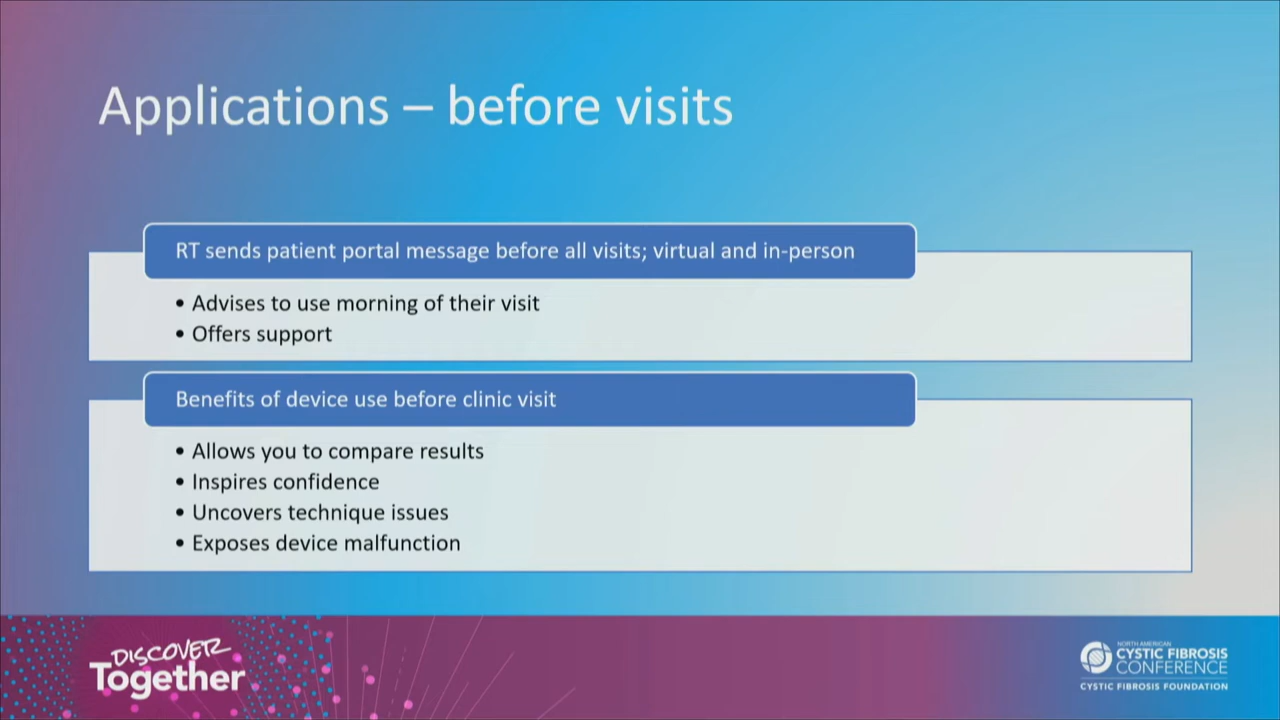 Applications – before visits
RT sends patient portal message before all visits; virtual and in-person
• Advises to use morning of their visit
• Offers support
Benefits of device use before clinic visit
• Allows you to compare results
• Inspires confidence
• Uncovers technique issues
• Exposes device malfunction
DISCOVER
Together
NORTH AMERICAN
CYSTIC FIBROSIS
CONFERENCE
CYSTIC FIBROSIS FOUNDATION